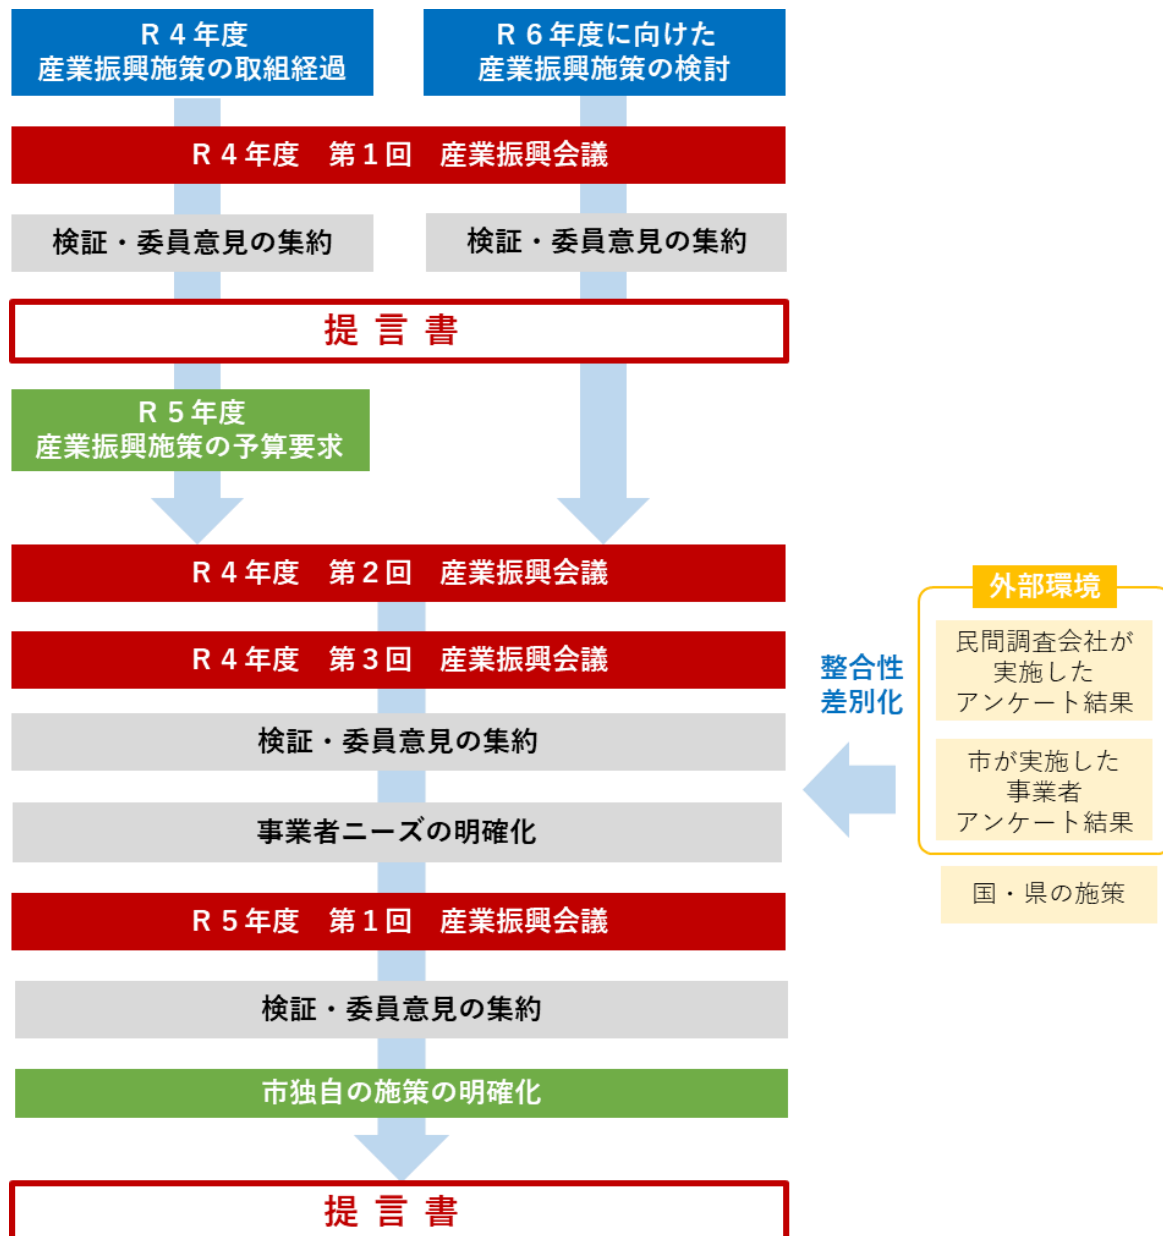 R４年度
産業振興施策の取組経過
R６年度に向けた
産業振興施策の検討
R４年度　第１回　産業振興会議
検証・委員意見の集約
検証・委員意見の集約
提言書
R５年度
産業振興施策の予算要求
R４年度　第２回　産業振興会議
R４年度　第３回　産業振興会議
検証・委員意見の集約
事業者ニーズの明確化
整合性
差別化
外部環境
民間調査会社が
実施した
アンケート結果
市が実施した
事業者
アンケート結果
国・県の施策
R５年度　第１回　産業振興会議
検証・委員意見の集約
市独自の施策の明確化
提言書